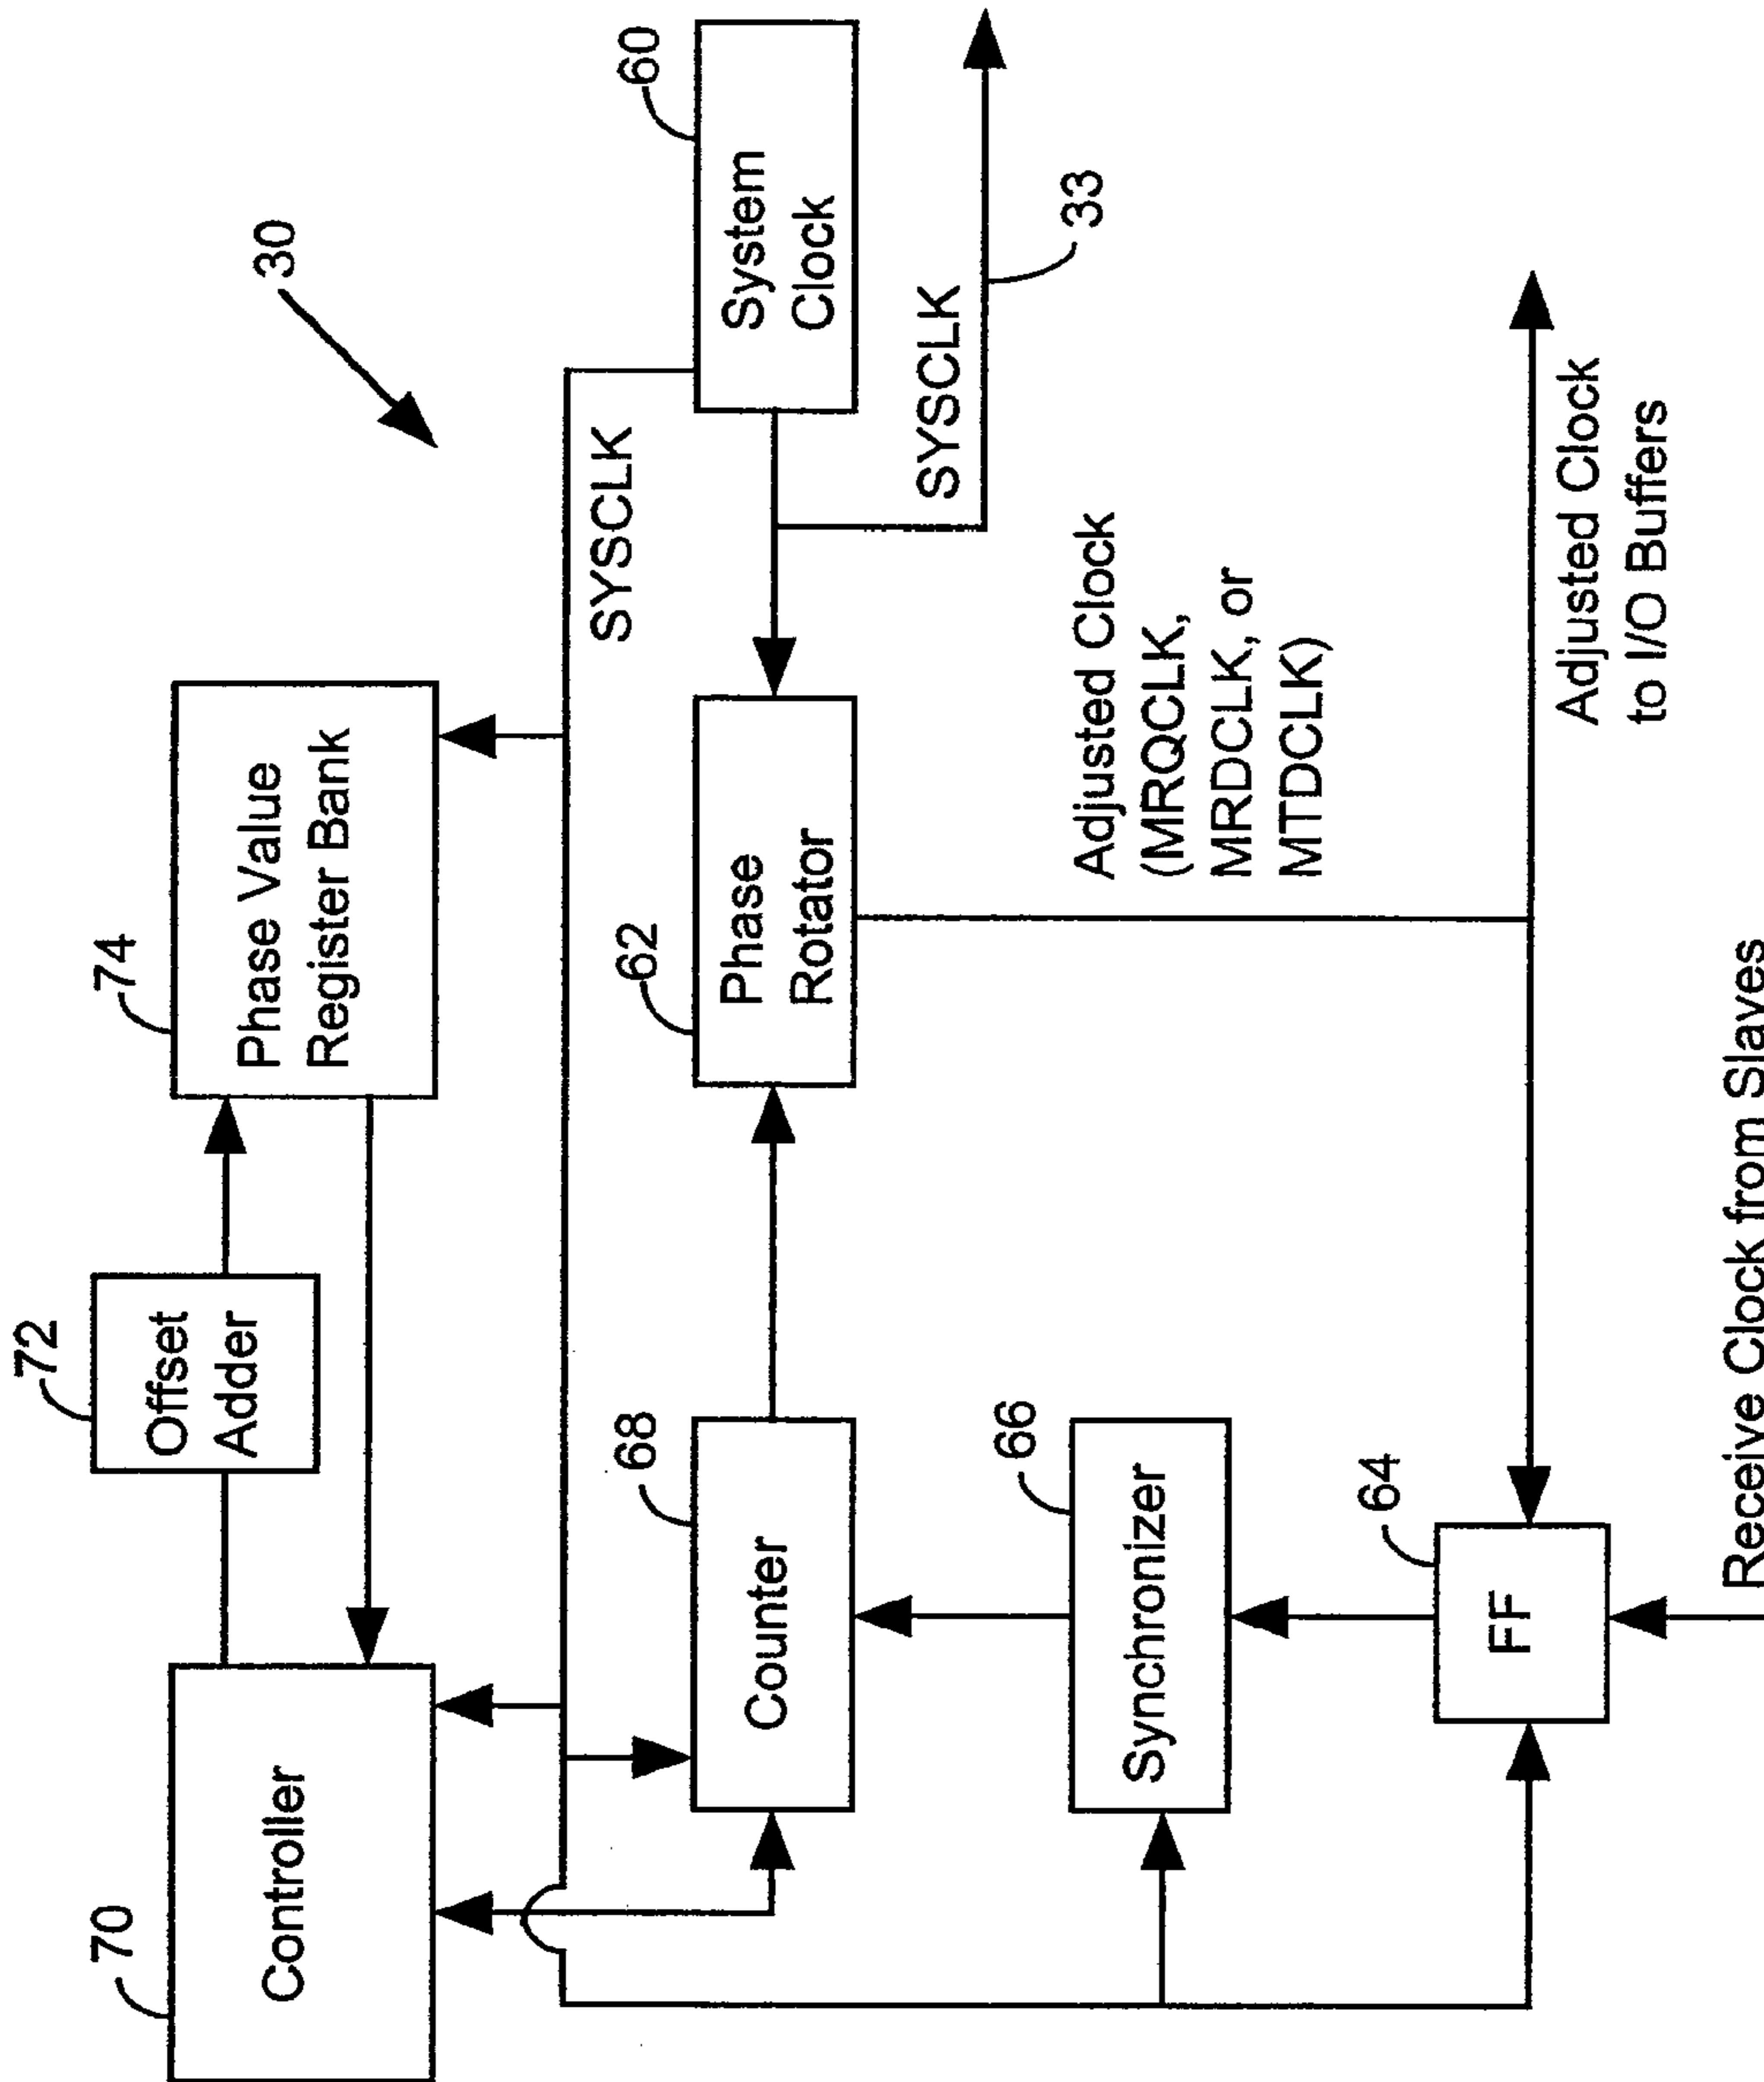 30
70
Controller
72
Offset
Adder
74
Phase Value
Register Bank
SYSCLK
68
Counter
62
Phase
Rotator
60
System
Clock
SYSCLK
33
66
Synchronizer
Adjusted Clock
(MRQCLK,
MRDCLK, or
MTDCLK)
64
FF
Adjusted Clock
to I/O Buffers
Receive Clock from Slaves